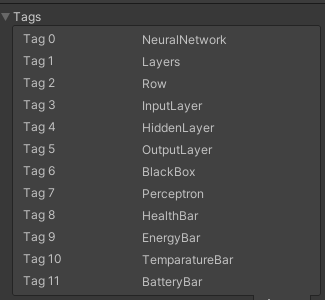 Tags
Tag 0 NeuralNetwork
Tag 1 Layers
Tag 2 Row
Tag 3 InputLayer
Tag 4 HiddenLayer
Tag 5 OutputLayer
Tag 6 BlackBox
Tag 7 Perceptron
Tag 8 HealthBar
Tag 9 EnergyBar
Tag 10 TemparatureBar
Tag 11 BatteryBar